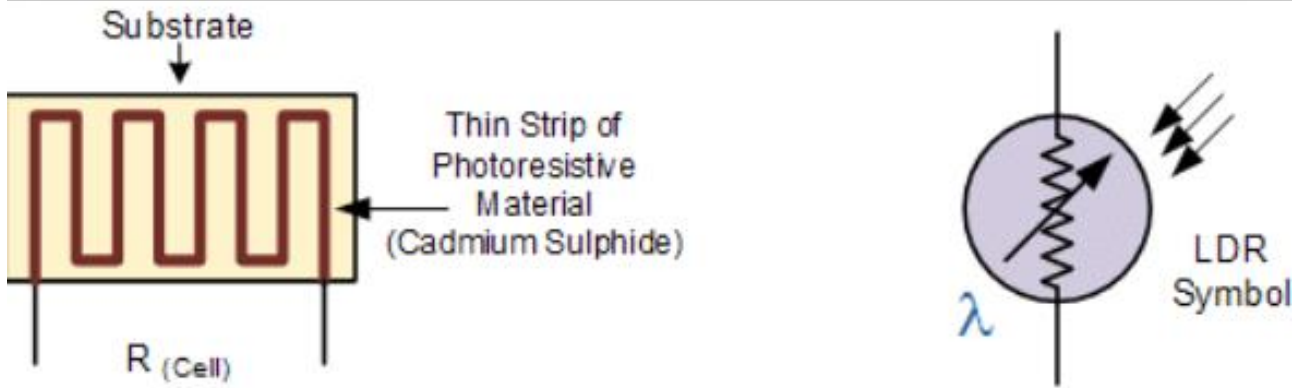 Substrate
Thin Strip of
Photoresistive
Material
(Cadmium Sulphide)
R (Cell)
λ
LDR
Symbol